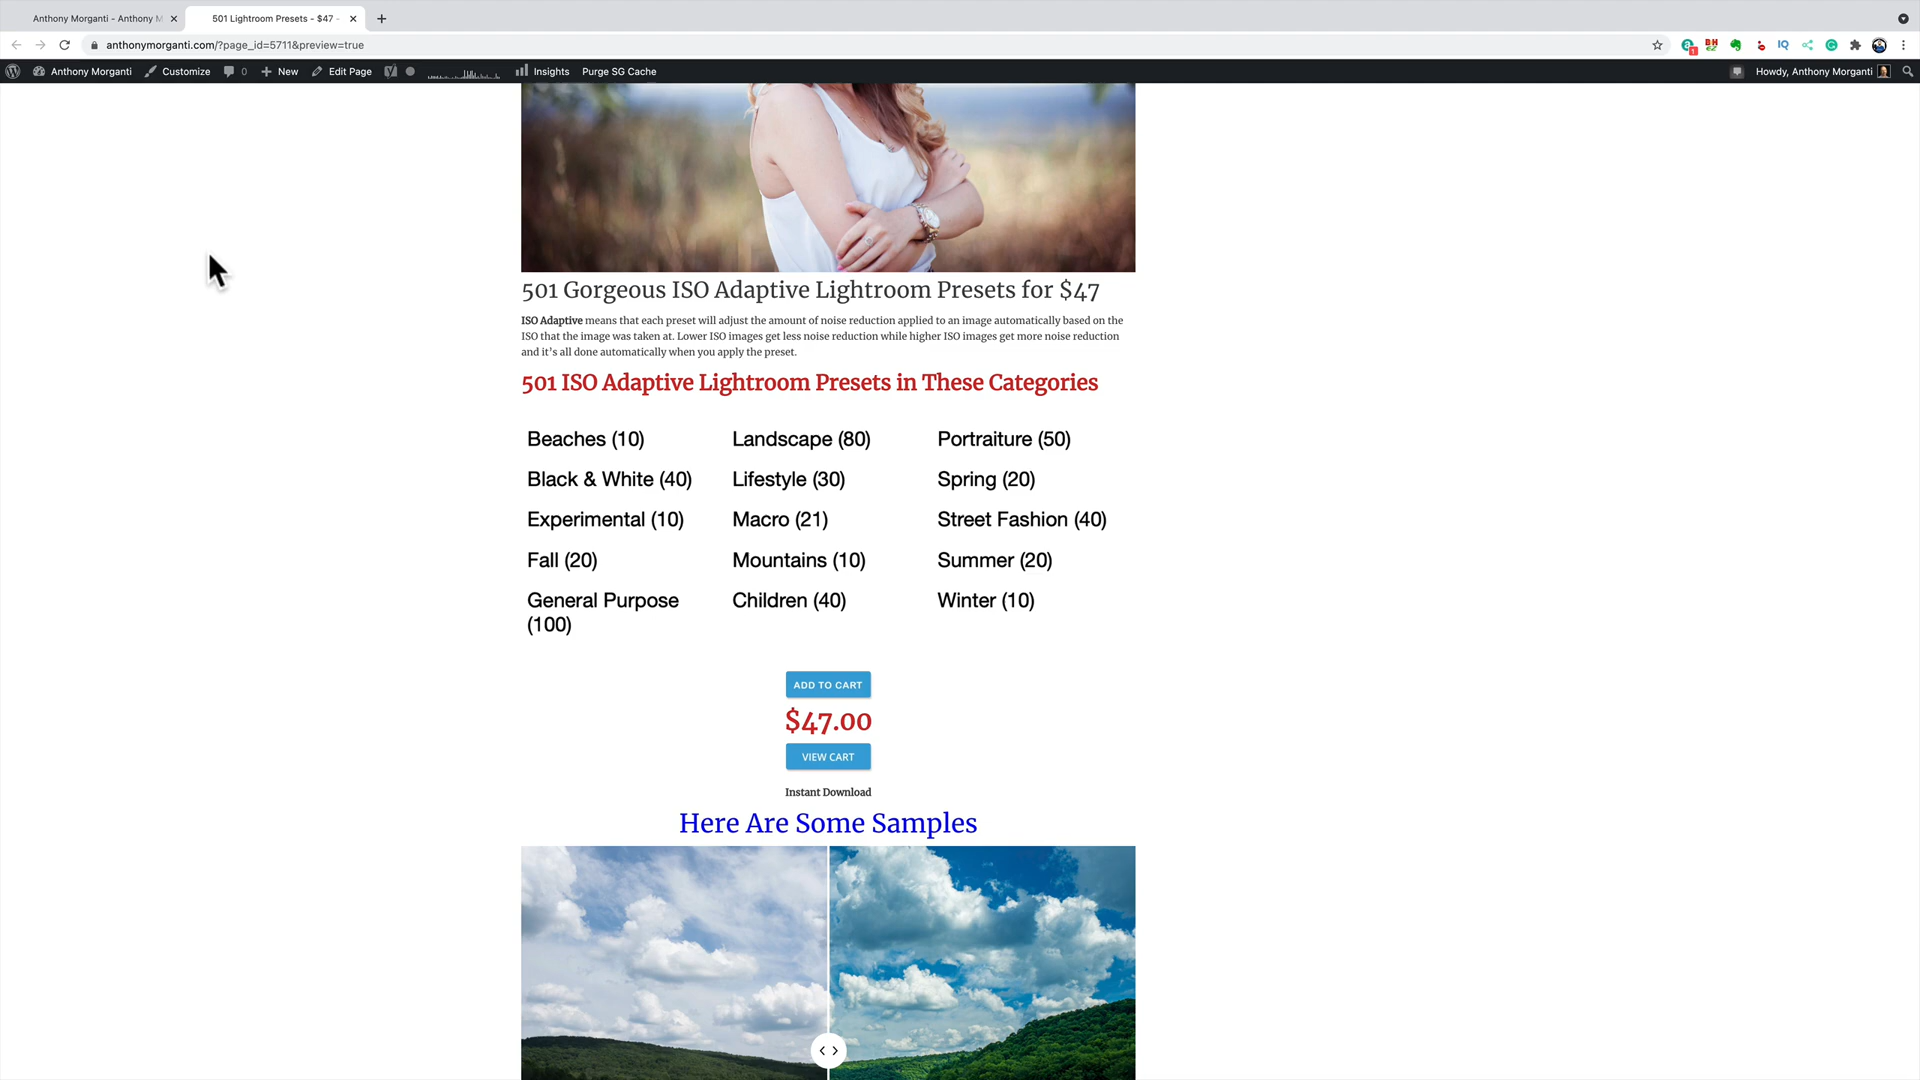 Anthony Morganti - Anthony M
501 Lightroom Presets - $47 -
anthonymorganti.com/?page_id=5711&preview=true
Anthony Morganti Customize 0 New Edit Page Insights Purge SG Cache Howdy, Anthony Morganti
501 Gorgeous ISO Adaptive Lightroom Presets for $47
ISO Adaptive means that each preset will adjust the amount of noise reduction applied to an image automatically based on the
ISO that the image was taken at. Lower ISO images get less noise reduction while higher ISO images get more noise reduction
and it's all done automatically when you apply the preset.
501 ISO Adaptive Lightroom Presets in These Categories
Beaches (10) Landscape (80) Portraiture (50)
Black & White (40) Lifestyle (30) Spring (20)
Experimental (10) Macro (21) Street Fashion (40)
Fall (20) Mountains (10) Summer (20)
General Purpose Children (40) Winter (10)
(100)
ADD TO CART
$47.00
VIEW CART
Instant Download
Here Are Some Samples